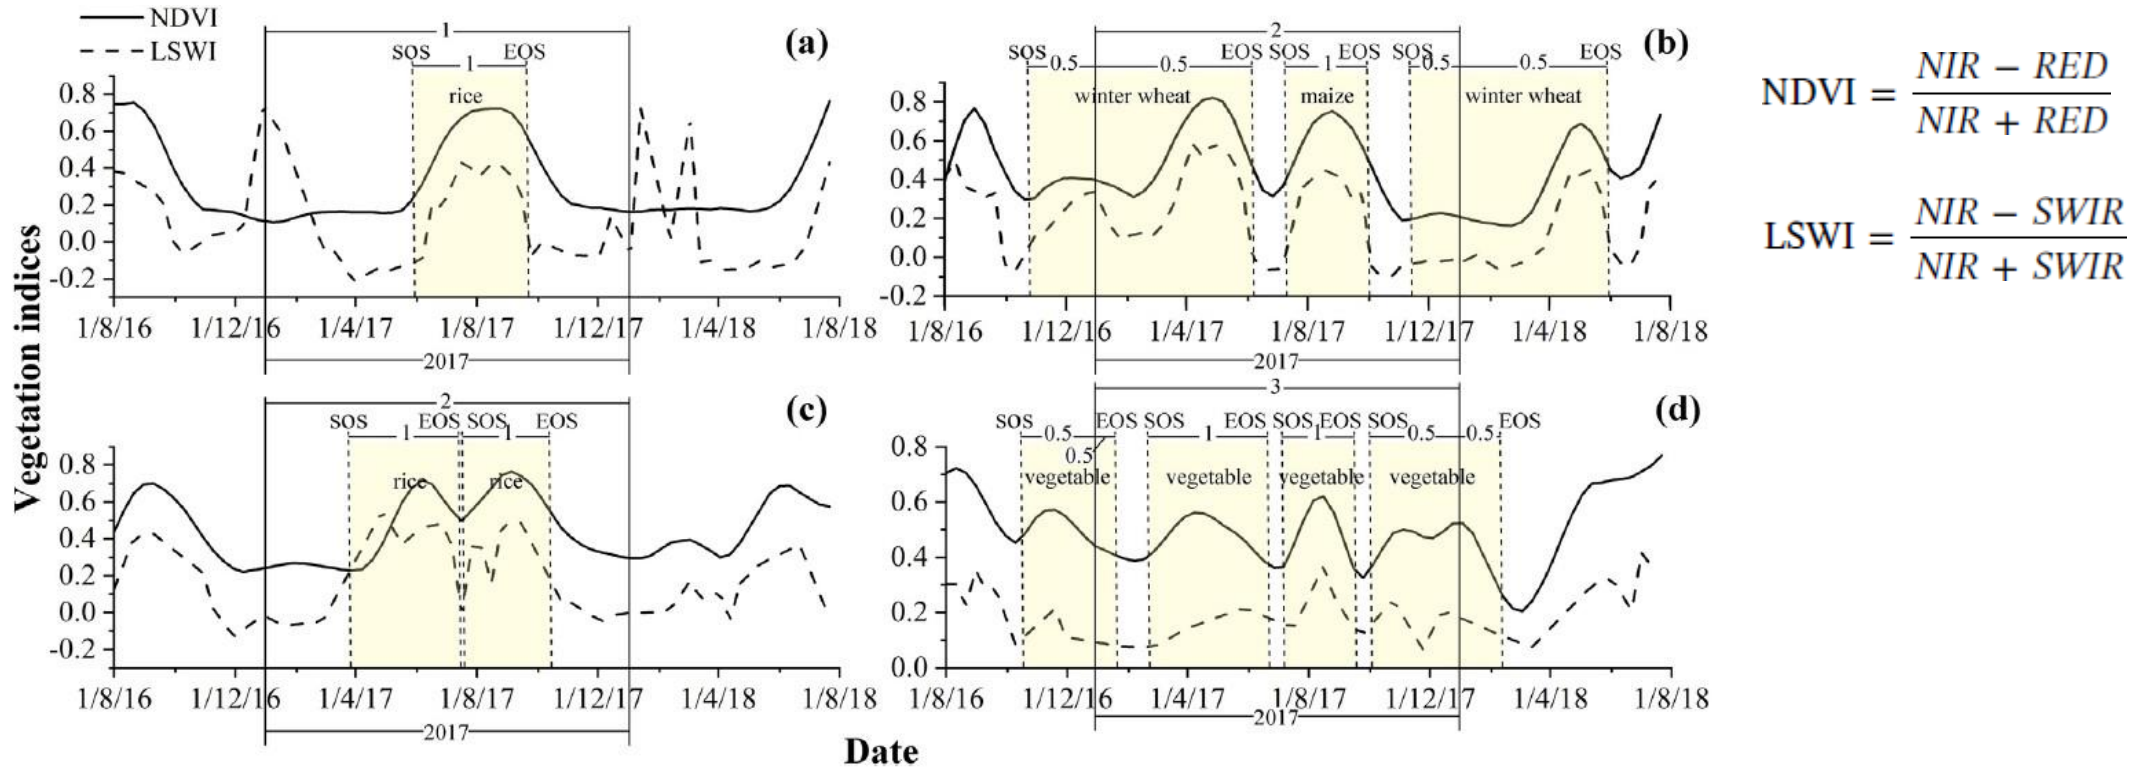 NDVI
LSWI
Vegetation indices
1
SOS EOS
1
rice
(a)
0.8
0.6
0.4
0.2
0.0
-0.2
1/8/16 1/12/16 1/4/17 1/8/17 1/12/17 1/4/18 1/8/18
2017
2
SOS EOS SOS EOS SOS EOS
0.5 0.5 1 0.5 0.5
winter wheat maize winter wheat
(b)
0.8
0.6
0.4
0.2
0.0
-0.2
1/8/16 1/12/16 1/4/17 1/8/17 1/12/17 1/4/18 1/8/18
2017
2
SOS EOS SOS EOS
1 1
rice rice
(c)
0.8
0.6
0.4
0.2
0.0
-0.2
1/8/16 1/12/16 1/4/17 1/8/17 1/12/17 1/4/18 1/8/18
2017
3
SOS EOS SOS EOS SOS EOS SOS EOS
0.5 0.5 1 1 0.5 0.5
vegetable vegetable vegetable vegetable
(d)
0.8
0.6
0.4
0.2
0.0
1/8/16 1/12/16 1/4/17 1/8/17 1/12/17 1/4/18 1/8/18
2017
Date
NDVI = (NIR − RED) / (NIR + RED)
LSWI = (NIR − SWIR) / (NIR + SWIR)